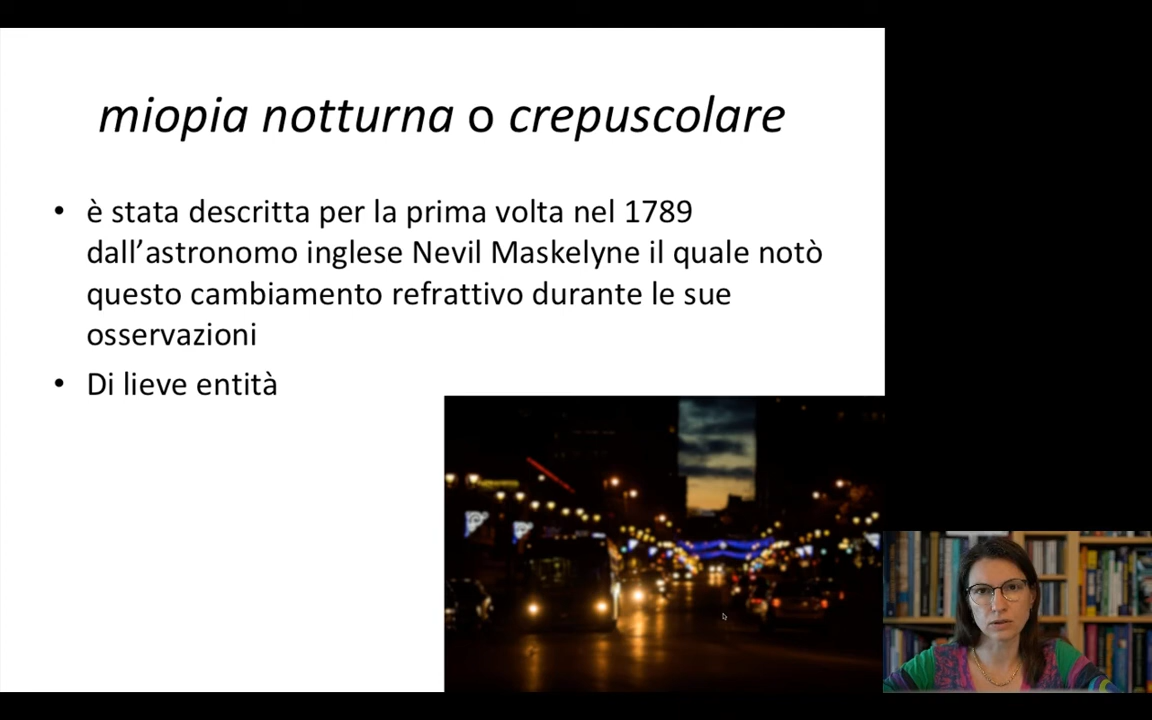 miopia notturna o crepuscolare
• è stata descritta per la prima volta nel 1789
dall’astronomo inglese Nevil Maskelyne il quale notò
questo cambiamento refrattivo durante le sue
osservazioni
• Di lieve entità